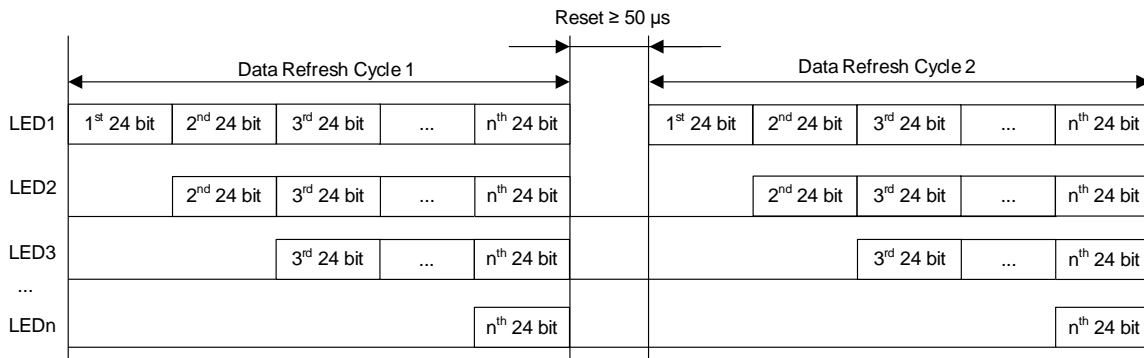 Reset ≥ 50 µs
Data Refresh Cycle 1 Data Refresh Cycle 2
LED1 1st 24 bit 2nd 24 bit 3rd 24 bit ... nth 24 bit 1st 24 bit 2nd 24 bit 3rd 24 bit ... nth 24 bit
LED2 2nd 24 bit 3rd 24 bit ... nth 24 bit 2nd 24 bit 3rd 24 bit ... nth 24 bit
LED3 3rd 24 bit ... nth 24 bit 3rd 24 bit ... nth 24 bit
...
LEDn nth 24 bit nth 24 bit